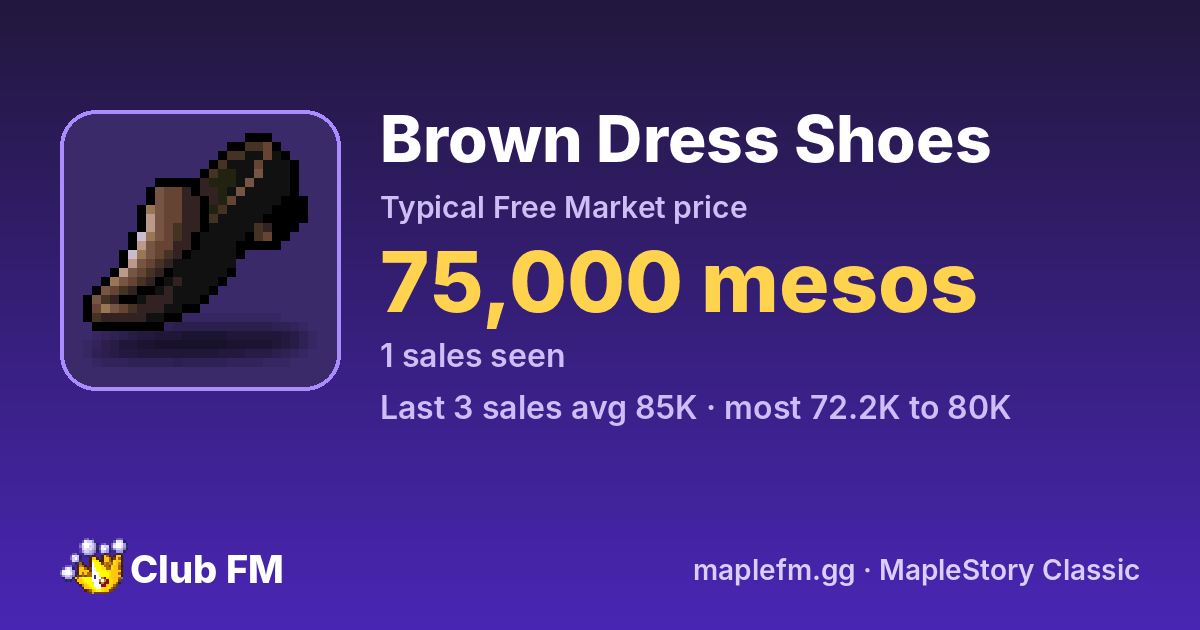 Brown Dress Shoes
Typical Free Market price
75,000 mesos
1 sales seen
Last 3 sales avg 85K · most 72.2K to 80K
Club FM
maplefm.gg · MapleStory Classic